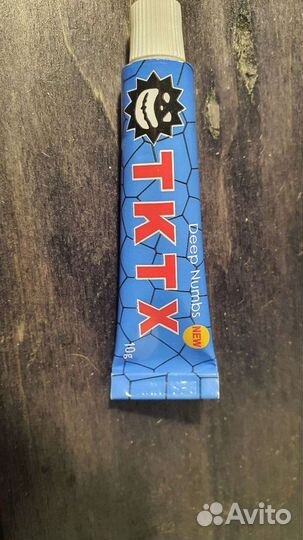 TKTX
Deep Numbs
NEW
10g
Avito